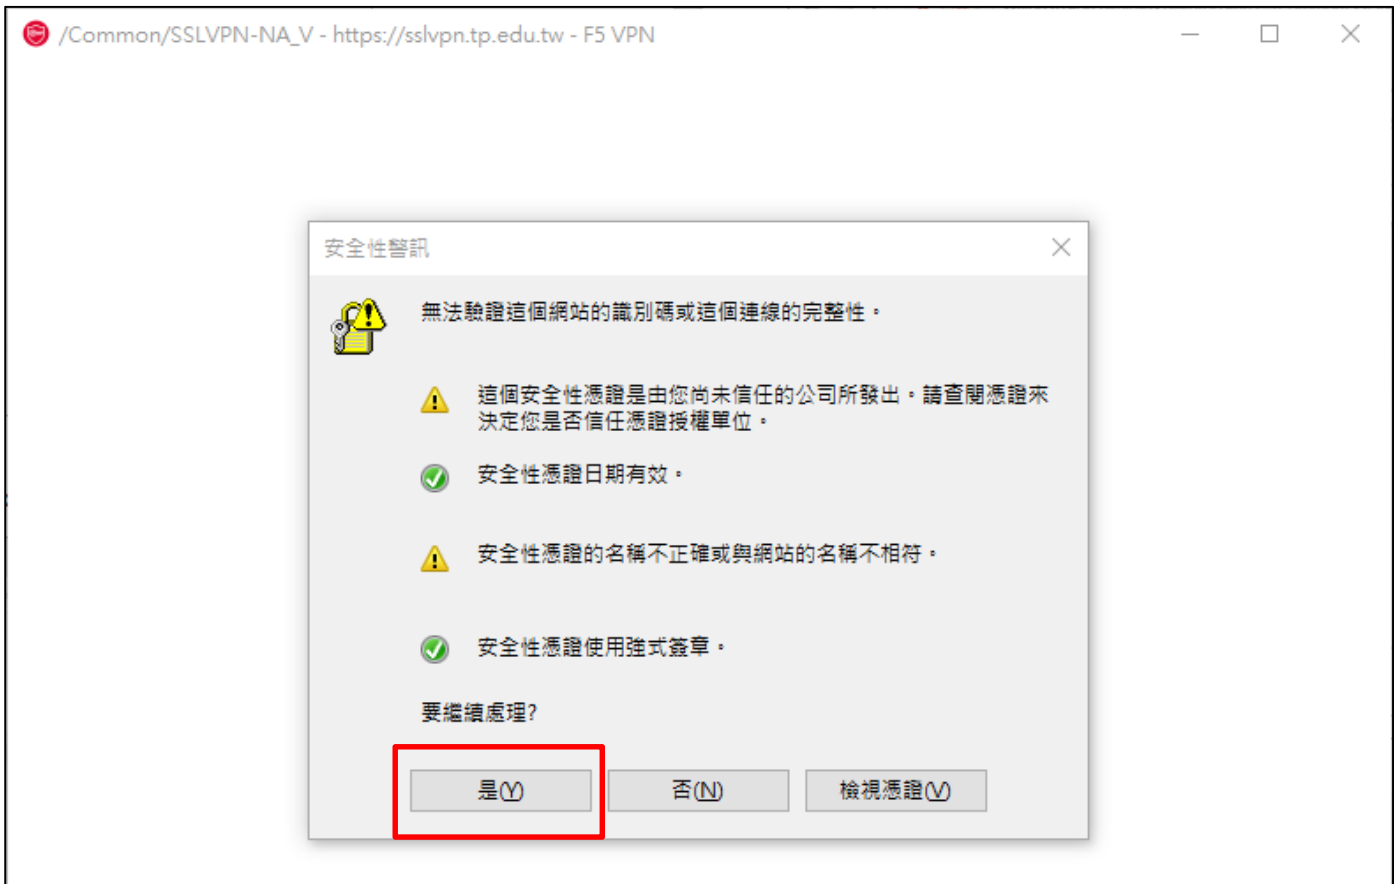 /Common/SSLVPN-NA_V - https://sslvpn.tp.edu.tw - F5 VPN
安全性警訊
無法驗證這個網站的識別碼或這個連線的完整性。
這個安全性憑證是由您尚未信任的公司所發出。請查閱憑證來
決定您是否信任憑證授權單位。
安全性憑證日期有效。
安全性憑證的名稱不正確或與網站的名稱不相符。
安全性憑證使用強式簽章。
要繼續處理?
是(Y) 否(N) 檢視憑證(V)